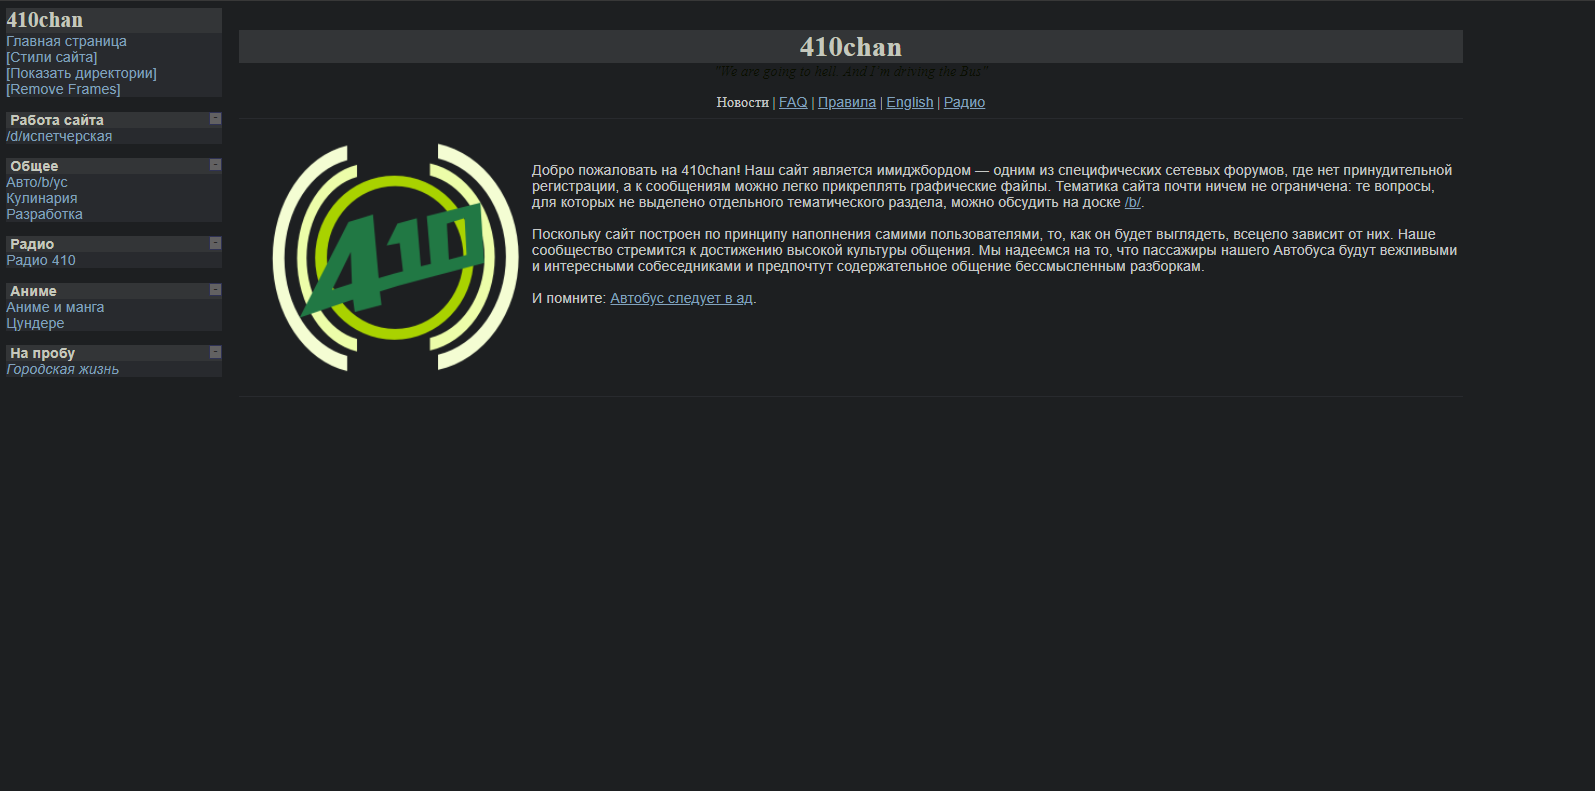 410chan
Главная страница
[Стили сайта]
[Показать директории]
[Remove Frames]
Работа сайта -
/d/испетчерская
Общее -
Авто/b/ус
Кулинария
Разработка
Радио -
Радио 410
Аниме -
Аниме и манга
Цундере
На пробу -
Городская жизнь
410chan
"We are going to hell. And I'm driving the Bus"
Новости | FAQ | Правила | English | Радио
410
Добро пожаловать на 410chan! Наш сайт является имиджбордом — одним из специфических сетевых форумов, где нет принудительной
регистрации, а к сообщениям можно легко прикреплять графические файлы. Тематика сайта почти ничем не ограничена: те вопросы,
для которых не выделено отдельного тематического раздела, можно обсудить на доске /b/.
Поскольку сайт построен по принципу наполнения самими пользователями, то, как он будет выглядеть, всецело зависит от них. Наше
сообщество стремится к достижению высокой культуры общения. Мы надеемся на то, что пассажиры нашего Автобуса будут вежливыми
и интересными собеседниками и предпочтут содержательное общение бессмысленным разборкам.
И помните: Автобус следует в ад.